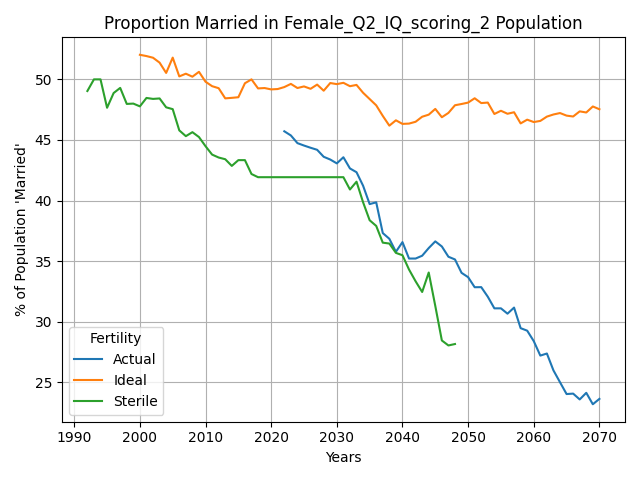 Proportion Married in Female_Q2_IQ_scoring_2 Population
% of Population 'Married'
50
45
40
35
30
25
Fertility
Actual
Ideal
Sterile
1990 2000 2010 2020 2030 2040 2050 2060 2070
Years